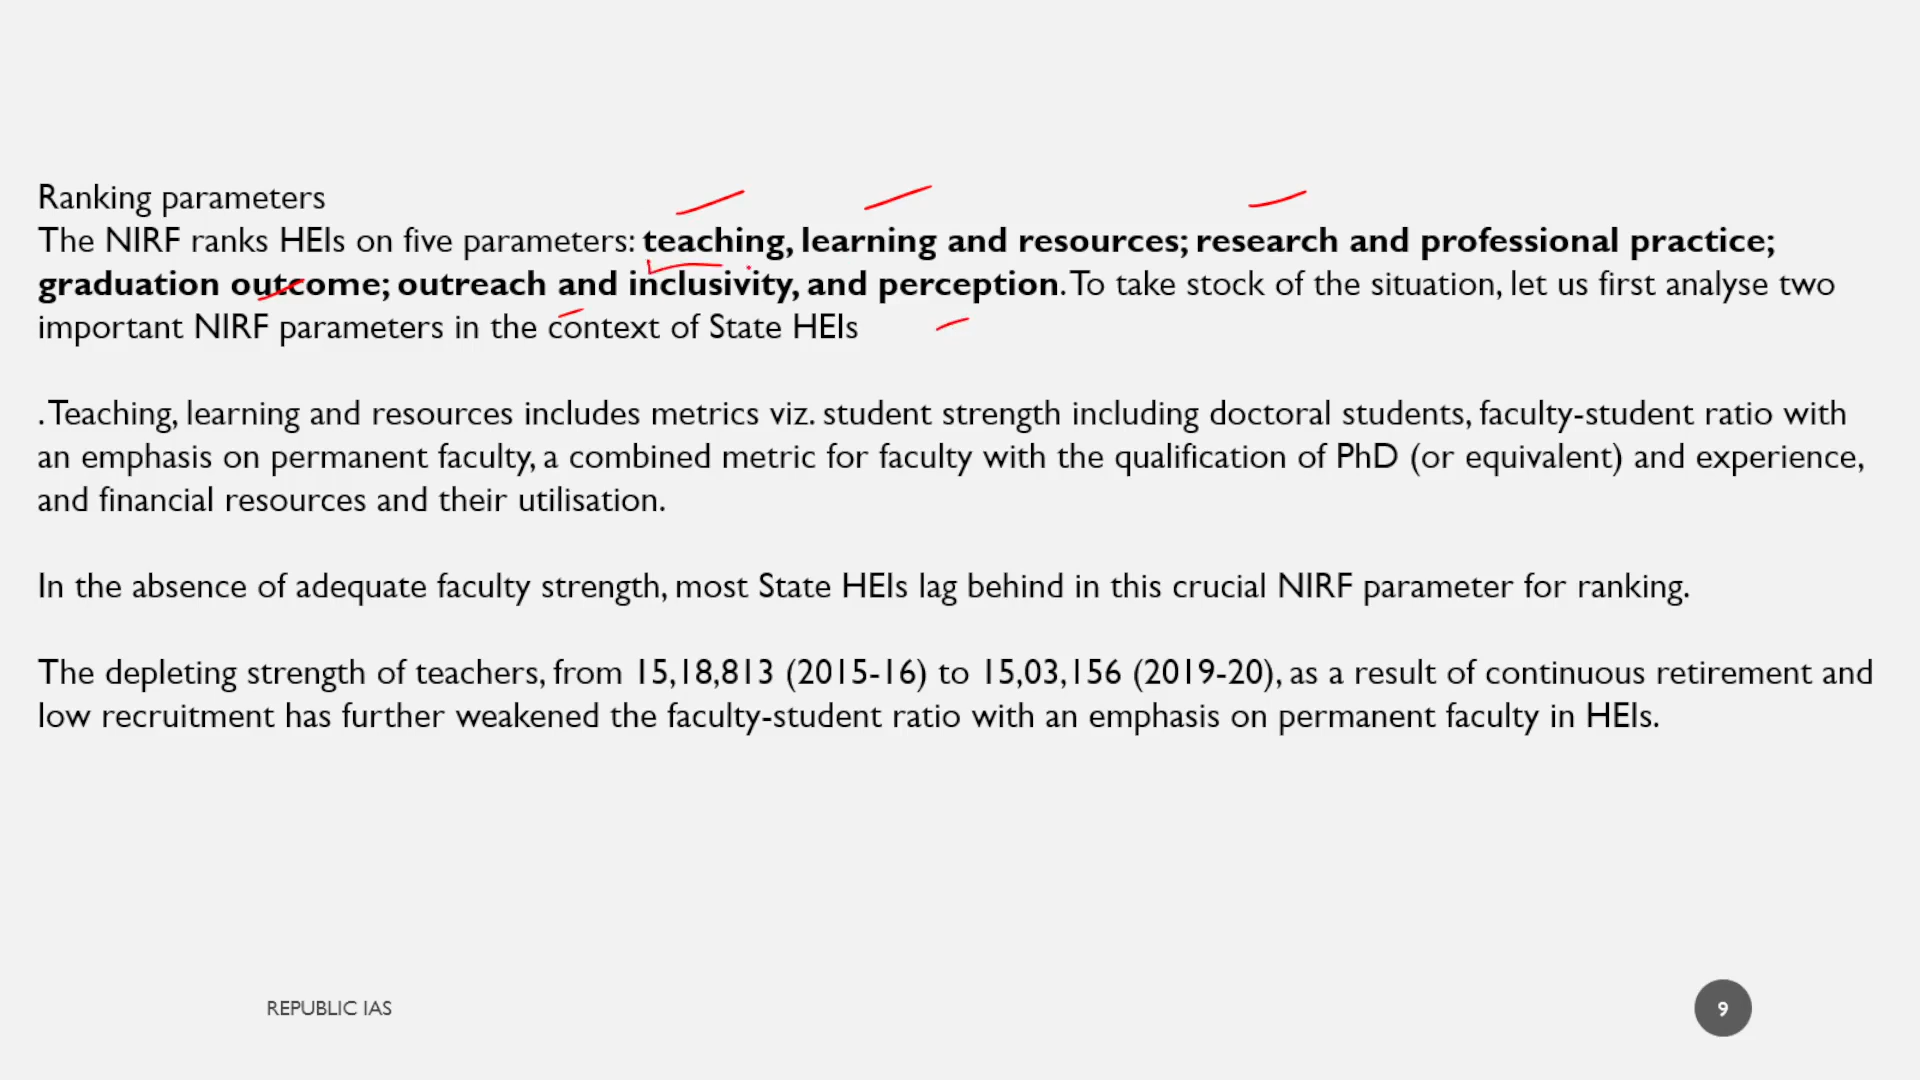 Ranking parameters
The NIRF ranks HEIs on five parameters: teaching, learning and resources; research and professional practice;
graduation outcome; outreach and inclusivity, and perception. To take stock of the situation, let us first analyse two
important NIRF parameters in the context of State HEIs
. Teaching, learning and resources includes metrics viz. student strength including doctoral students, faculty-student ratio with
an emphasis on permanent faculty, a combined metric for faculty with the qualification of PhD (or equivalent) and experience,
and financial resources and their utilisation.
In the absence of adequate faculty strength, most State HEIs lag behind in this crucial NIRF parameter for ranking.
The depleting strength of teachers, from 15,18,813 (2015-16) to 15,03,156 (2019-20), as a result of continuous retirement and
low recruitment has further weakened the faculty-student ratio with an emphasis on permanent faculty in HEIs.
REPUBLIC IAS
9